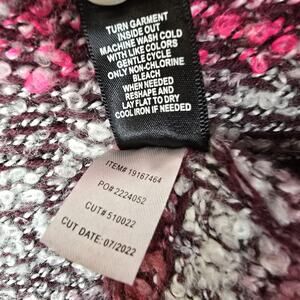 TURN GARMENT
INSIDE OUT
MACHINE WASH COLD
WITH LIKE COLORS
GENTLE CYCLE
ONLY NON-CHLORINE
BLEACH
WHEN NEEDED
RESHAPE AND
LAY FLAT TO DRY
COOL IRON IF NEEDED
ITEM# 19167464
PO# 2224052
CUT# 510022
CUT DATE: 07/2022